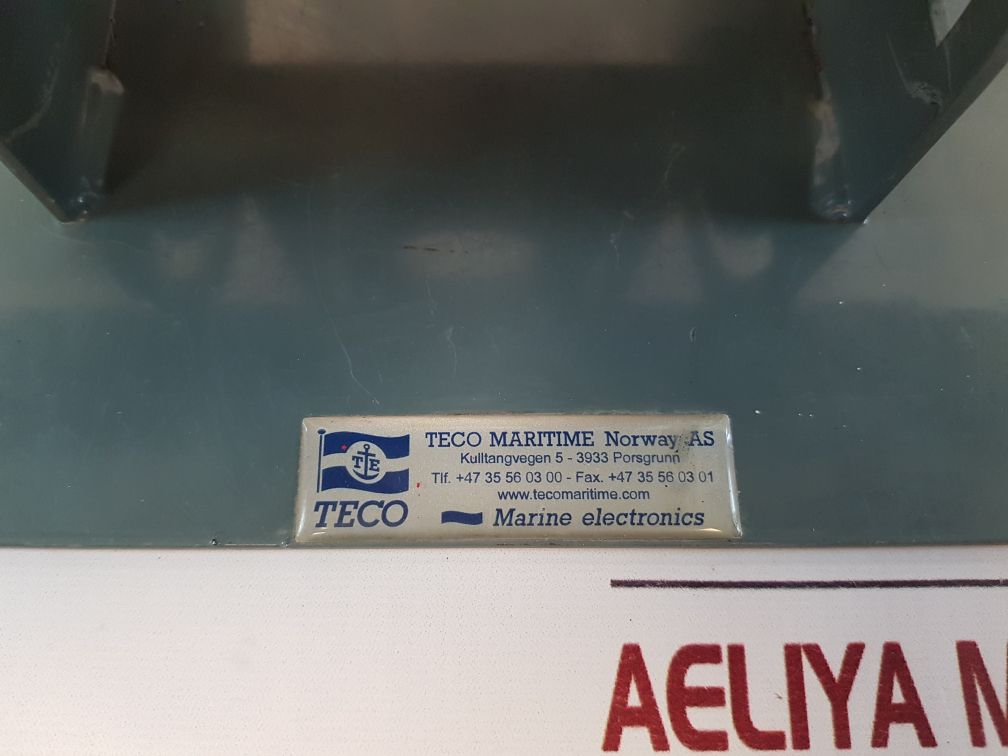 TE
TECO
TECO MARITIME Norway AS
Kulltangvegen 5 - 3933 Porsgrunn
Tlf. +47 35 56 03 00 - Fax. +47 35 56 03 01
www.tecomaritime.com
Marine electronics
AELIYA M